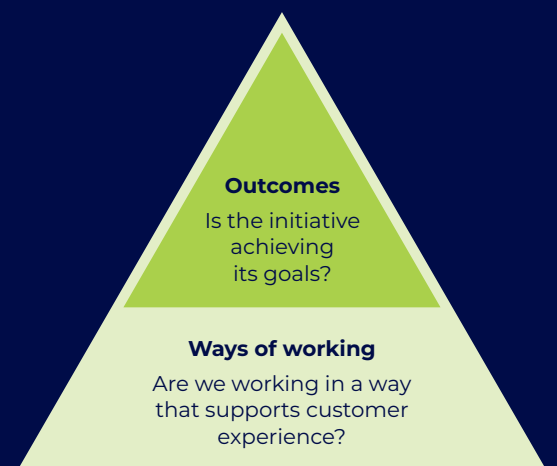 Outcomes
Is the initiative
achieving
its goals?
Ways of working
Are we working in a way
that supports customer
experience?